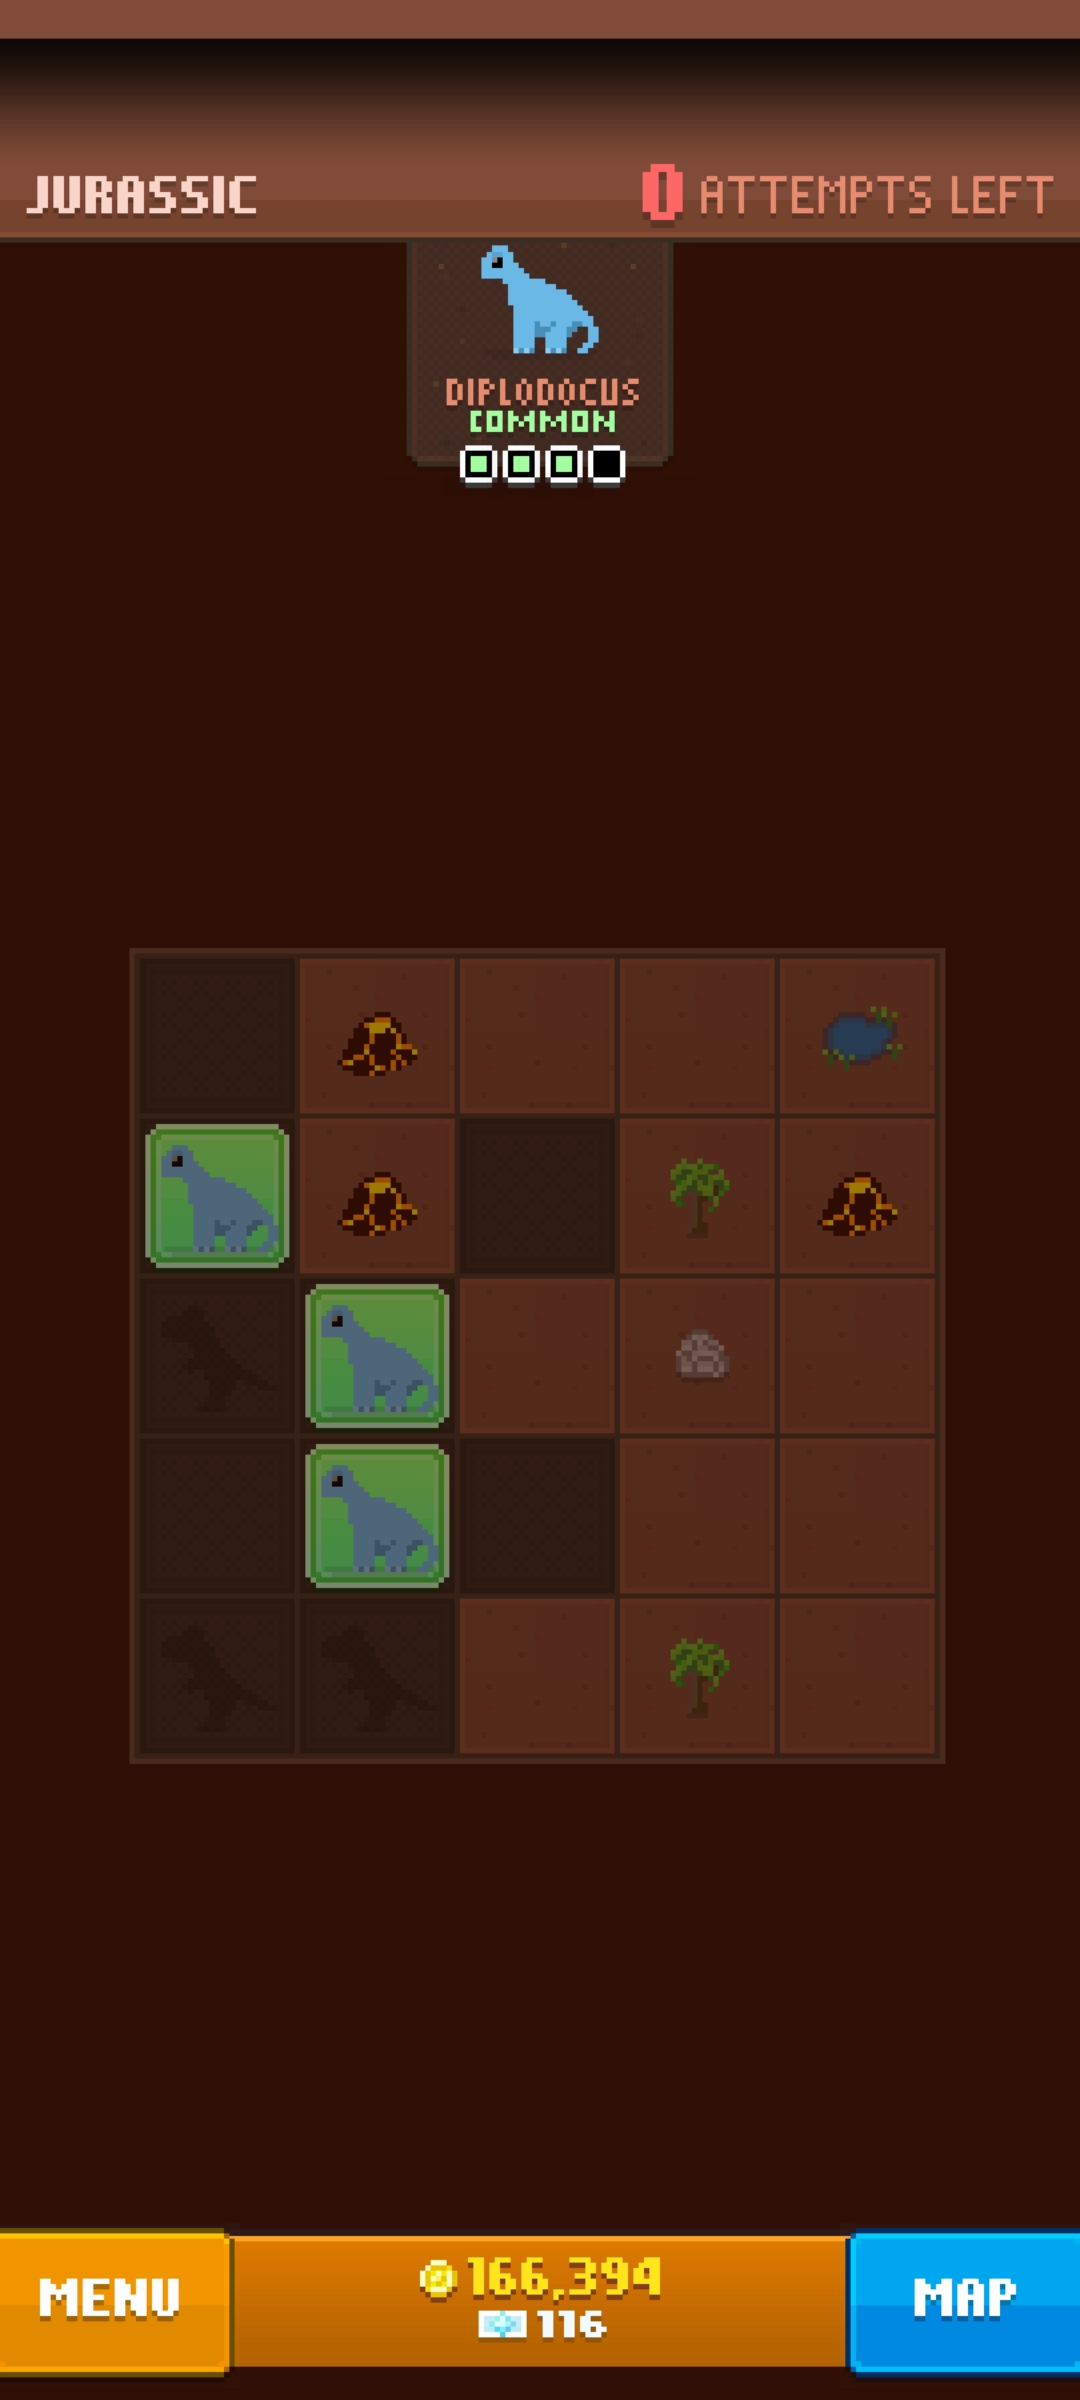 JURASSIC
0 ATTEMPTS LEFT
DIPLODOCUS
COMMON
MENU
166,394
116
MAP